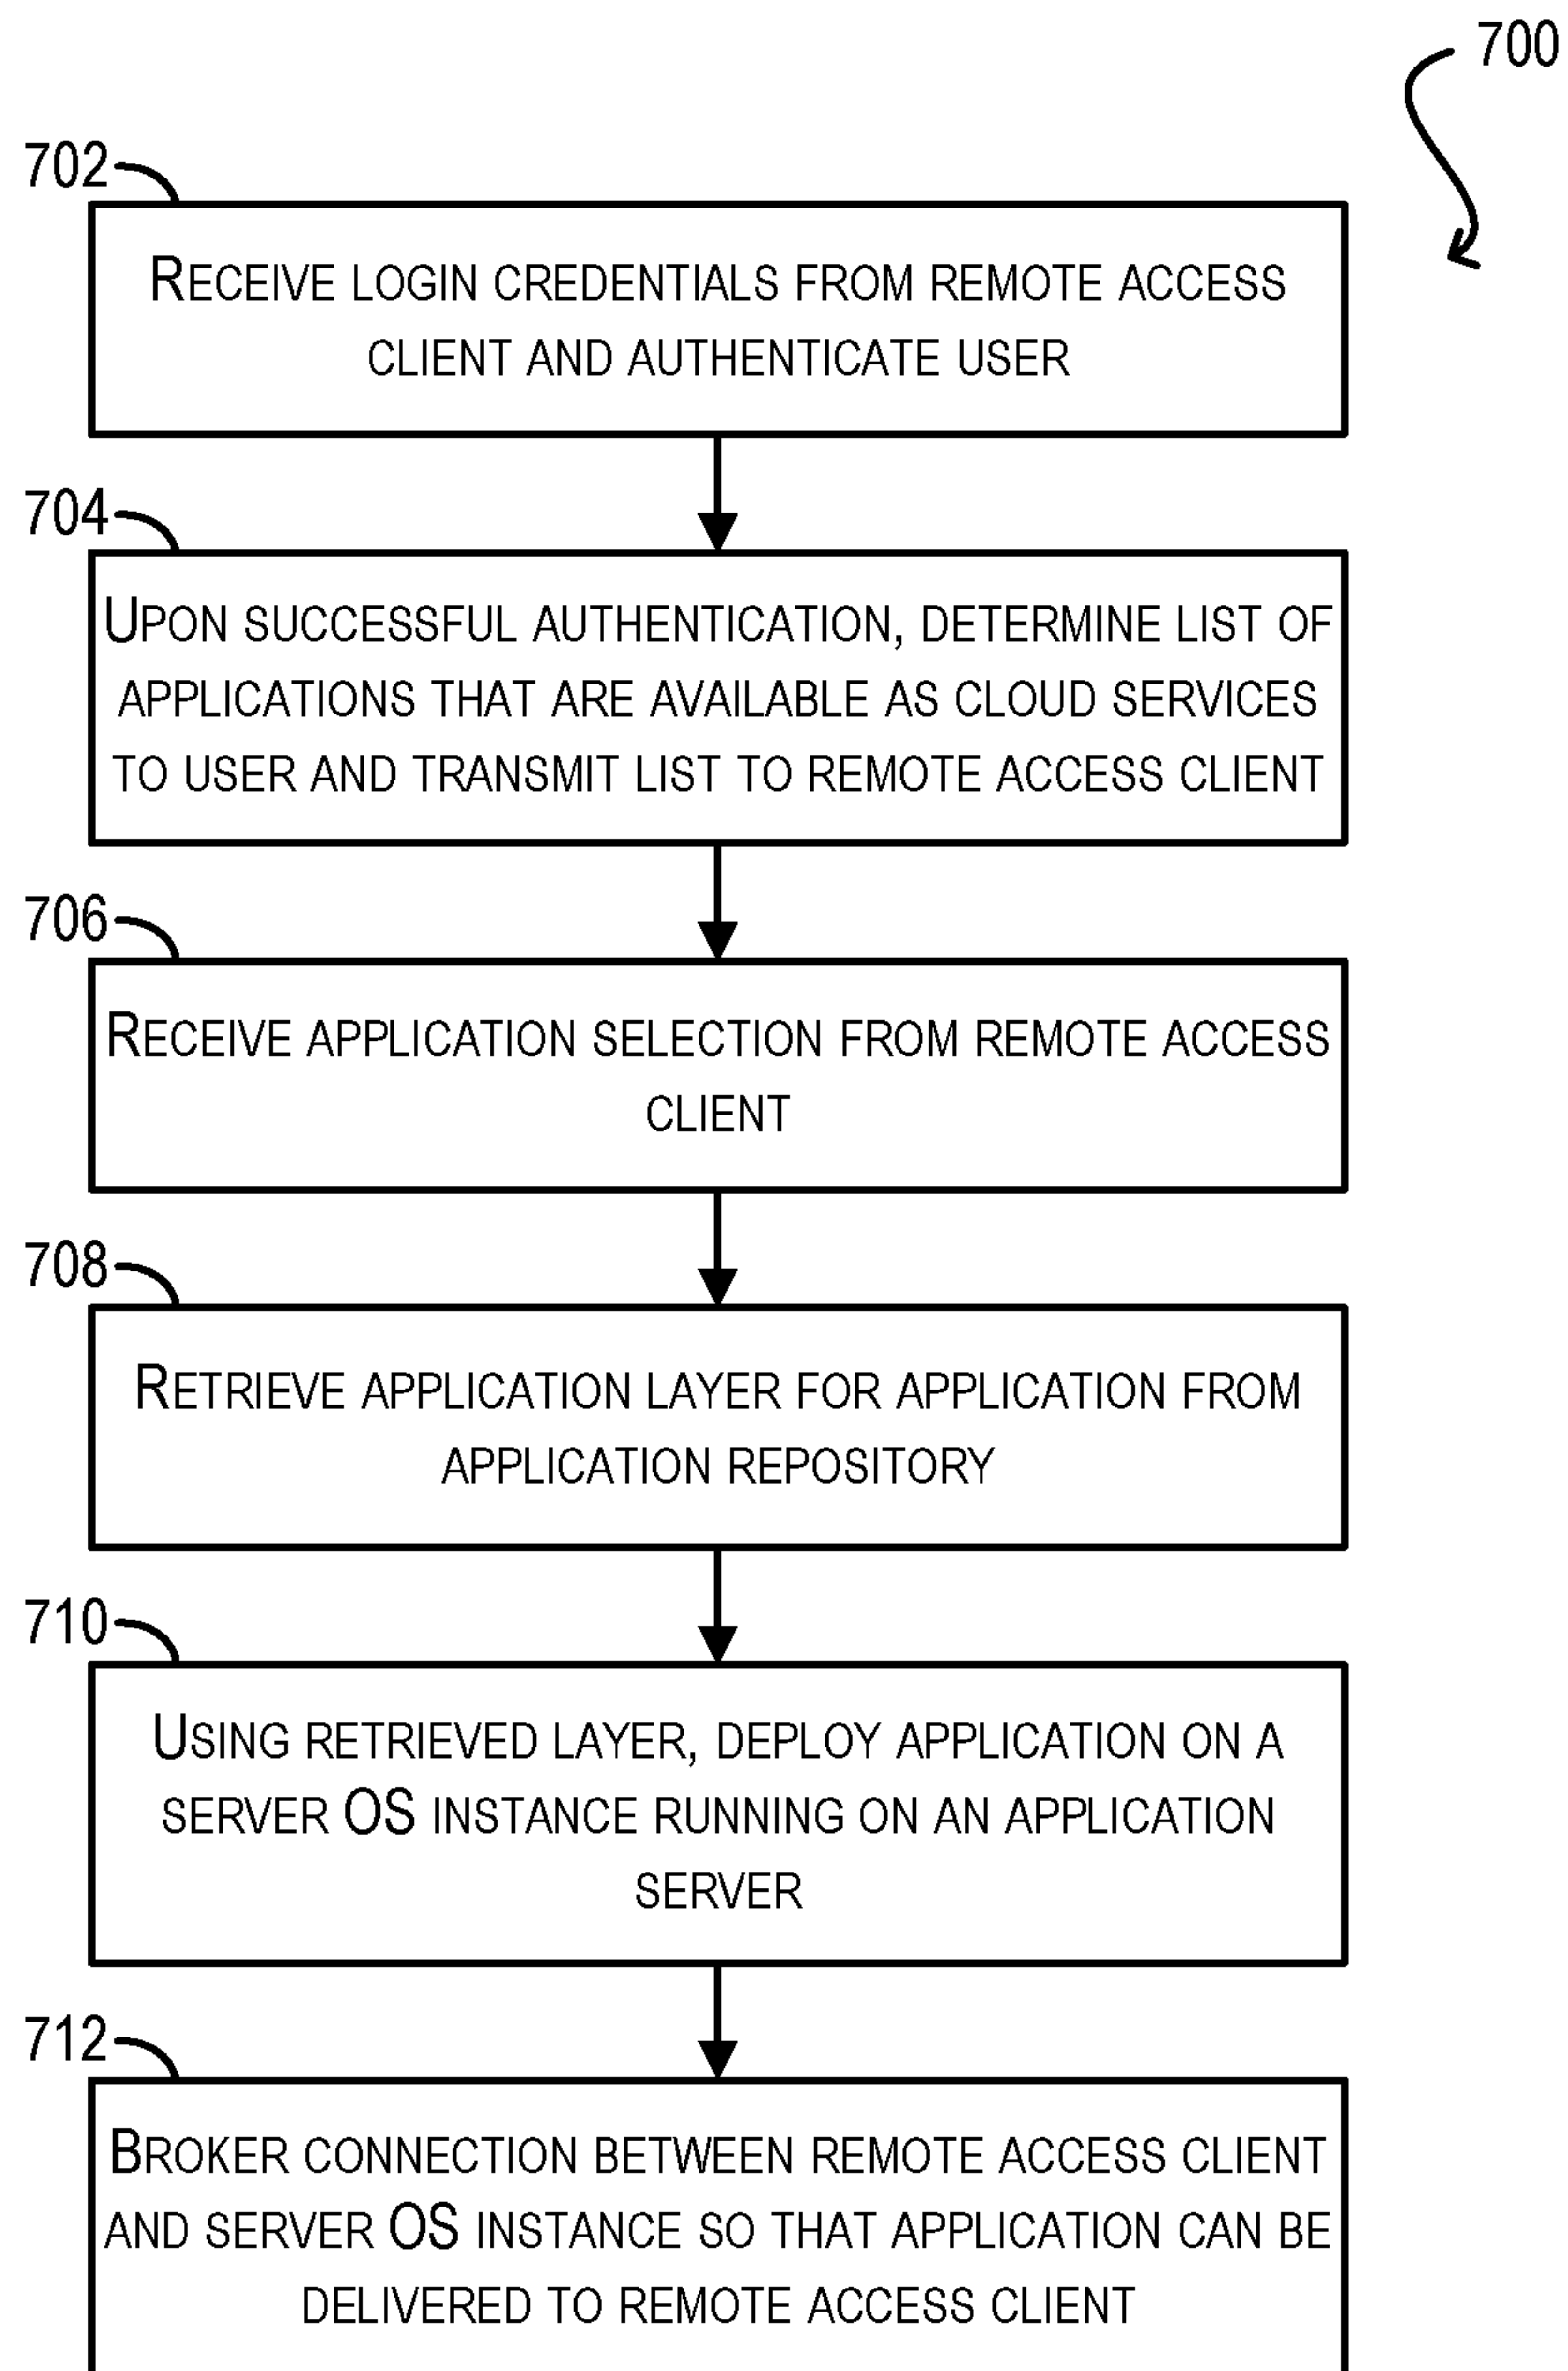 700
702
RECEIVE LOGIN CREDENTIALS FROM REMOTE ACCESS
CLIENT AND AUTHENTICATE USER
704
UPON SUCCESSFUL AUTHENTICATION, DETERMINE LIST OF
APPLICATIONS THAT ARE AVAILABLE AS CLOUD SERVICES
TO USER AND TRANSMIT LIST TO REMOTE ACCESS CLIENT
706
RECEIVE APPLICATION SELECTION FROM REMOTE ACCESS
CLIENT
708
RETRIEVE APPLICATION LAYER FOR APPLICATION FROM
APPLICATION REPOSITORY
710
USING RETRIEVED LAYER, DEPLOY APPLICATION ON A
SERVER OS INSTANCE RUNNING ON AN APPLICATION
SERVER
712
BROKER CONNECTION BETWEEN REMOTE ACCESS CLIENT
AND SERVER OS INSTANCE SO THAT APPLICATION CAN BE
DELIVERED TO REMOTE ACCESS CLIENT